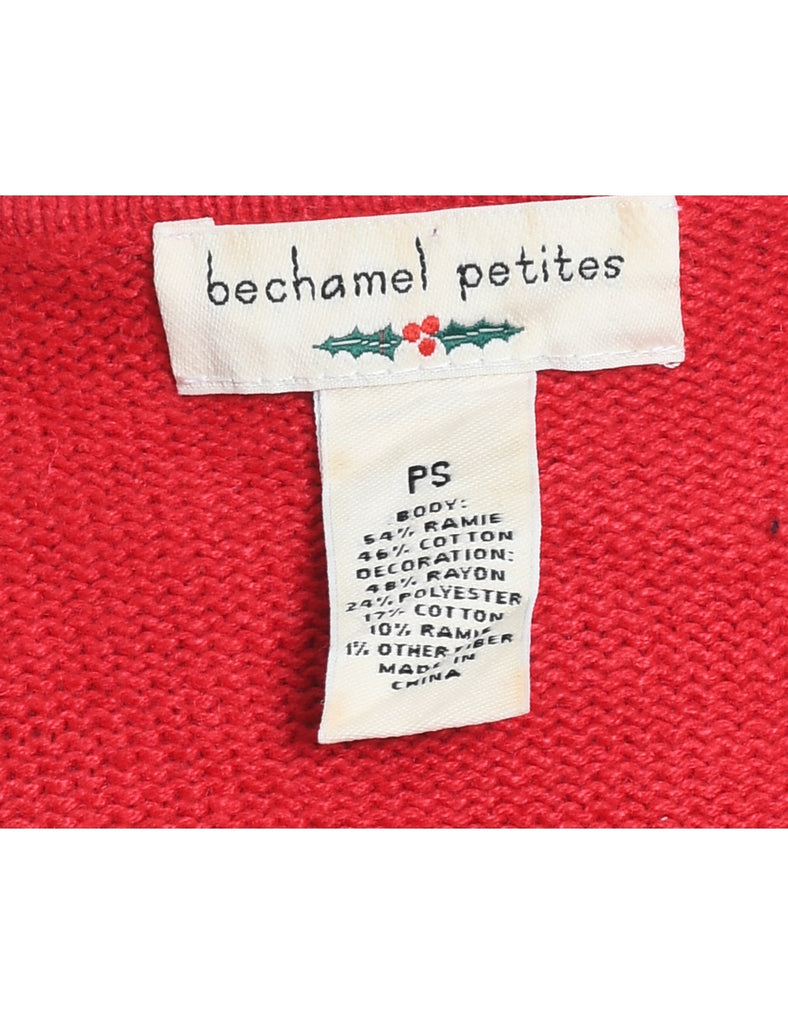 bechamel petites
PS
BODY:
54% RAMIE
46% COTTON
DECORATION:
48% RAYON
24% POLYESTER
17% COTTON
10% RAMIE
1% OTHER FIBER
MADE IN
CHINA